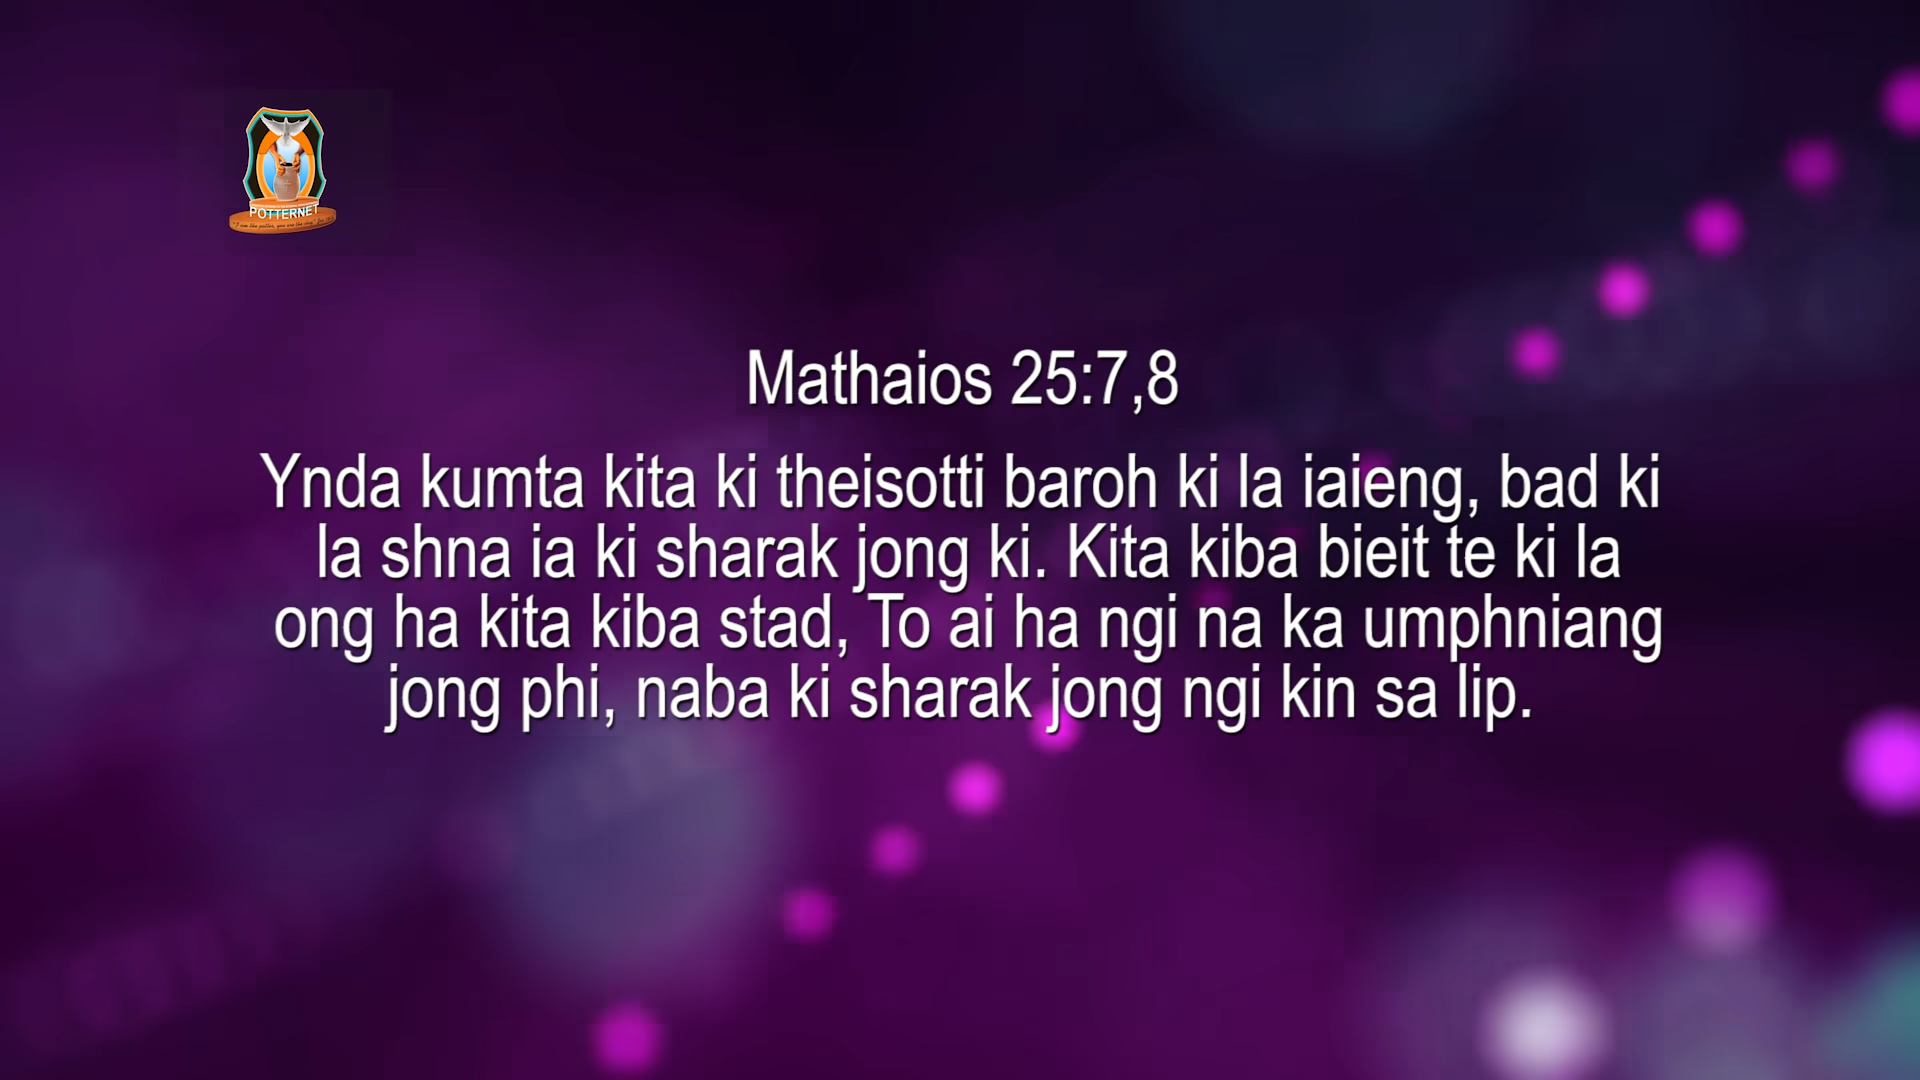 POTTERNET
Mathaios 25:7,8
Ynda kumta kita ki theisotti baroh ki la iaieng, bad ki
la shna ia ki sharak jong ki. Kita kiba bieit te ki la
ong ha kita kiba stad, To ai ha ngi na ka umphniang
jong phi, naba ki sharak jong ngi kin sa lip.